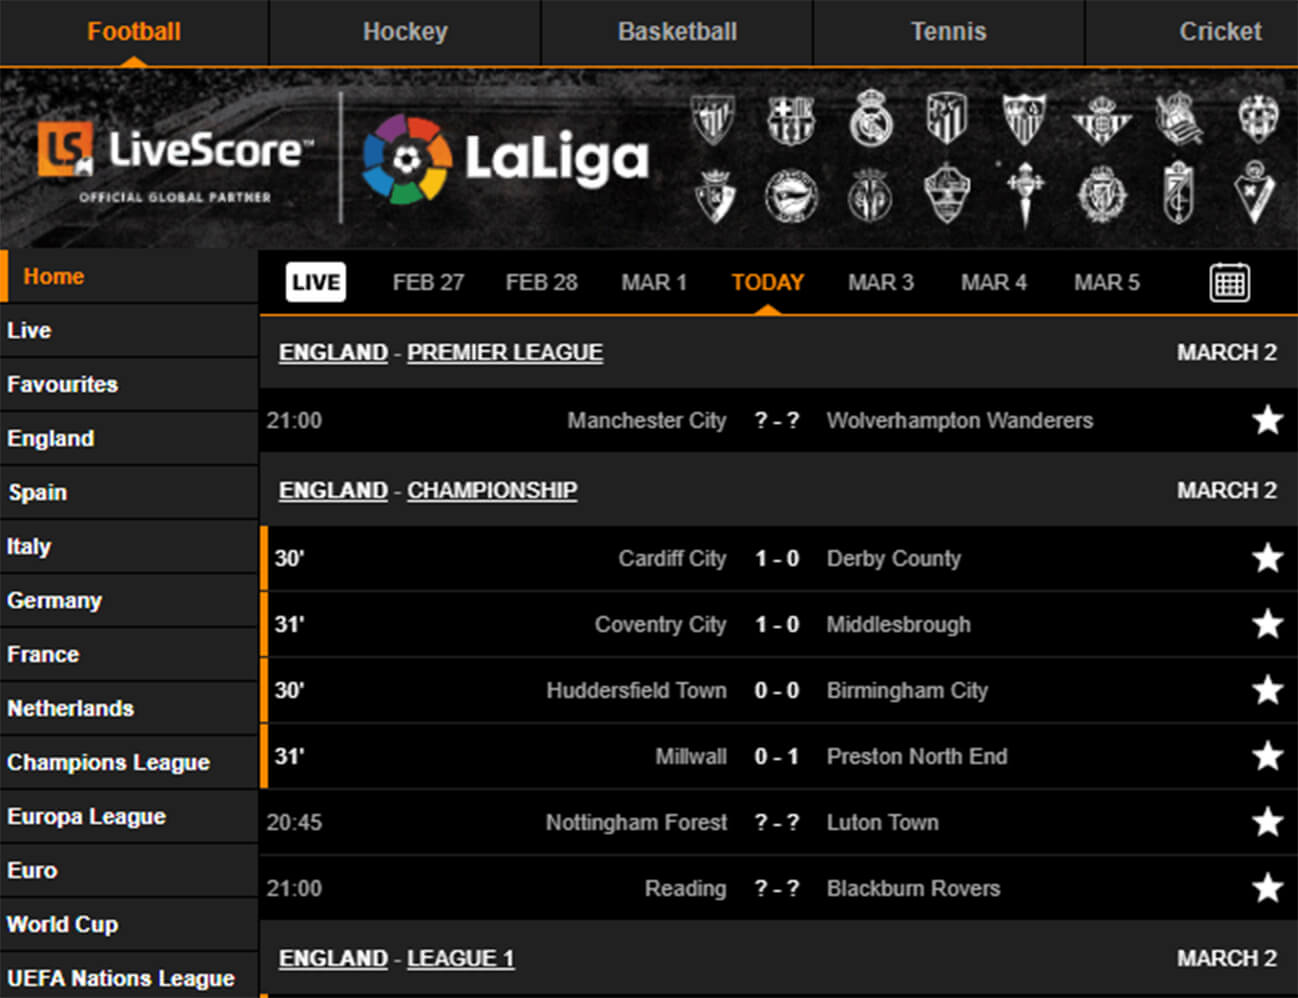 Football Hockey Basketball Tennis Cricket
LS LiveScore™ LaLiga
OFFICIAL GLOBAL PARTNER
Home
Live
Favourites
England
Spain
Italy
Germany
France
Netherlands
Champions League
Europa League
Euro
World Cup
UEFA Nations League
LIVE FEB 27 FEB 28 MAR 1 TODAY MAR 3 MAR 4 MAR 5
ENGLAND - PREMIER LEAGUE MARCH 2
21:00 Manchester City ? - ? Wolverhampton Wanderers
ENGLAND - CHAMPIONSHIP MARCH 2
30' Cardiff City 1 - 0 Derby County
31' Coventry City 1 - 0 Middlesbrough
30' Huddersfield Town 0 - 0 Birmingham City
31' Millwall 0 - 1 Preston North End
20:45 Nottingham Forest ? - ? Luton Town
21:00 Reading ? - ? Blackburn Rovers
ENGLAND - LEAGUE 1 MARCH 2